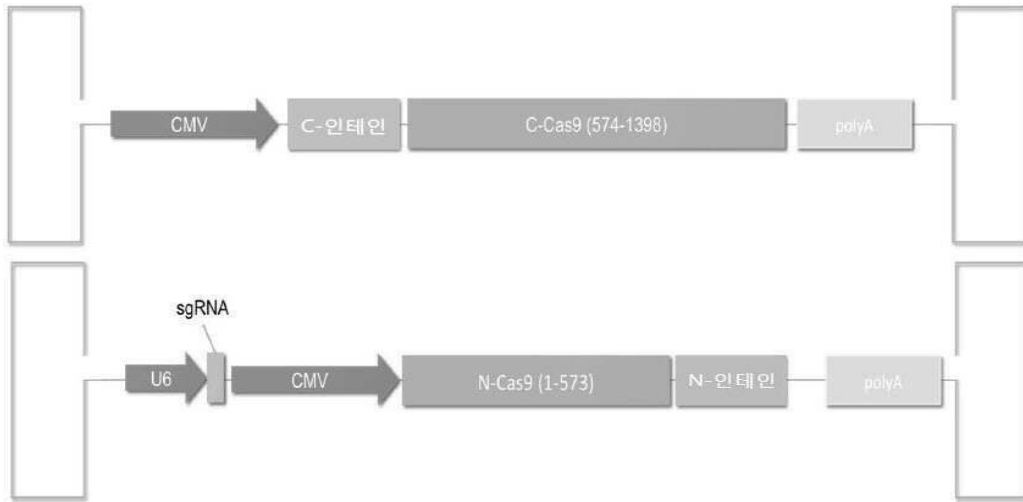 CMV
C-인테인
C-Cas9 (574-1398)
polyA
sgRNA
U6
CMV
N-Cas9 (1-573)
N-인테인
polyA